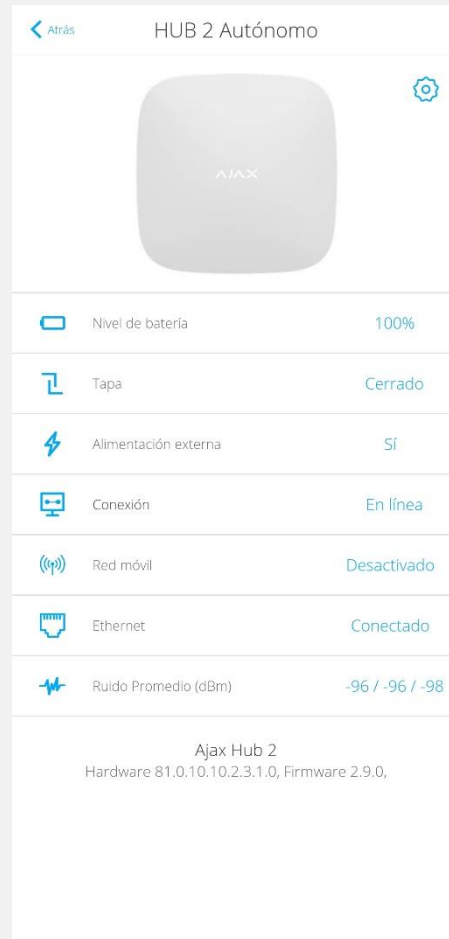 Atrás
HUB 2 Autónomo
AJAX
Nivel de batería 100%
Tapa Cerrado
Alimentación externa Sí
Conexión En línea
Red móvil Desactivado
Ethernet Conectado
Ruido Promedio (dBm) -96 / -96 / -98
Ajax Hub 2
Hardware 81.0.10.10.2.3.1.0, Firmware 2.9.0,